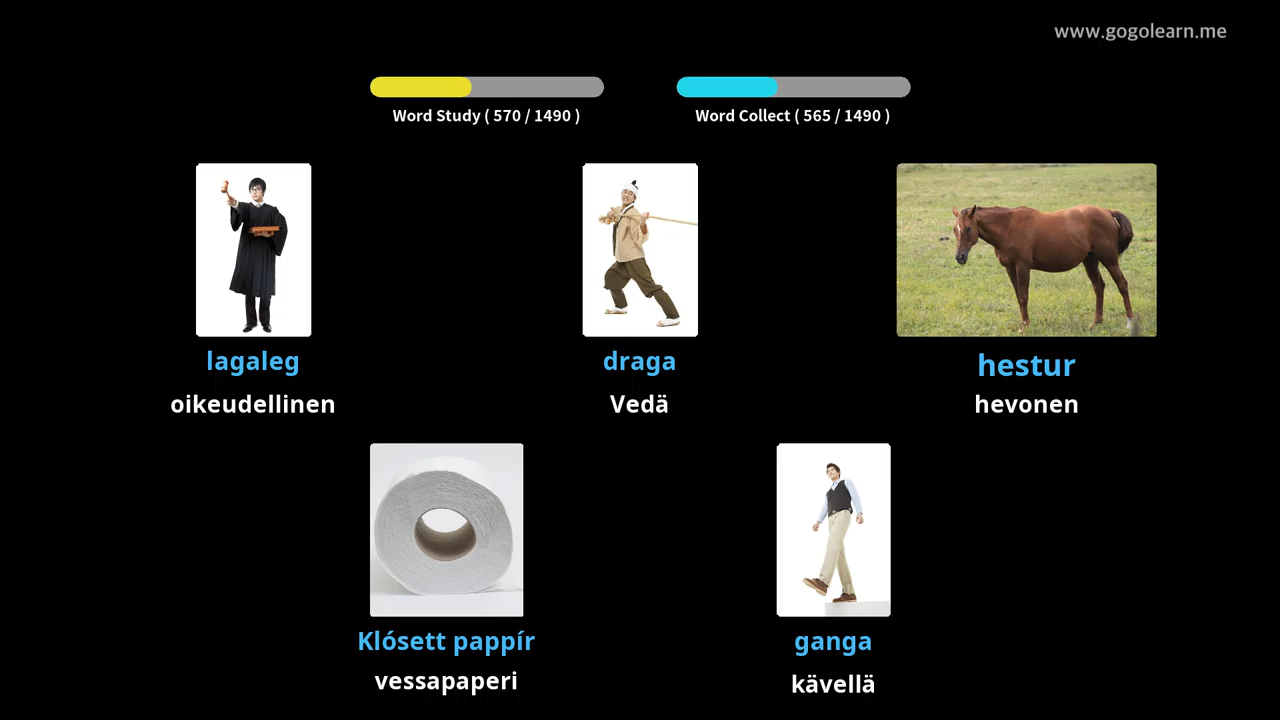 www.gogolearn.me
Word Study ( 570 / 1490 )
Word Collect ( 565 / 1490 )
lagaleg
oikeudellinen
draga
Vedä
hestur
hevonen
Klósett pappír
vessapaperi
ganga
kävellä